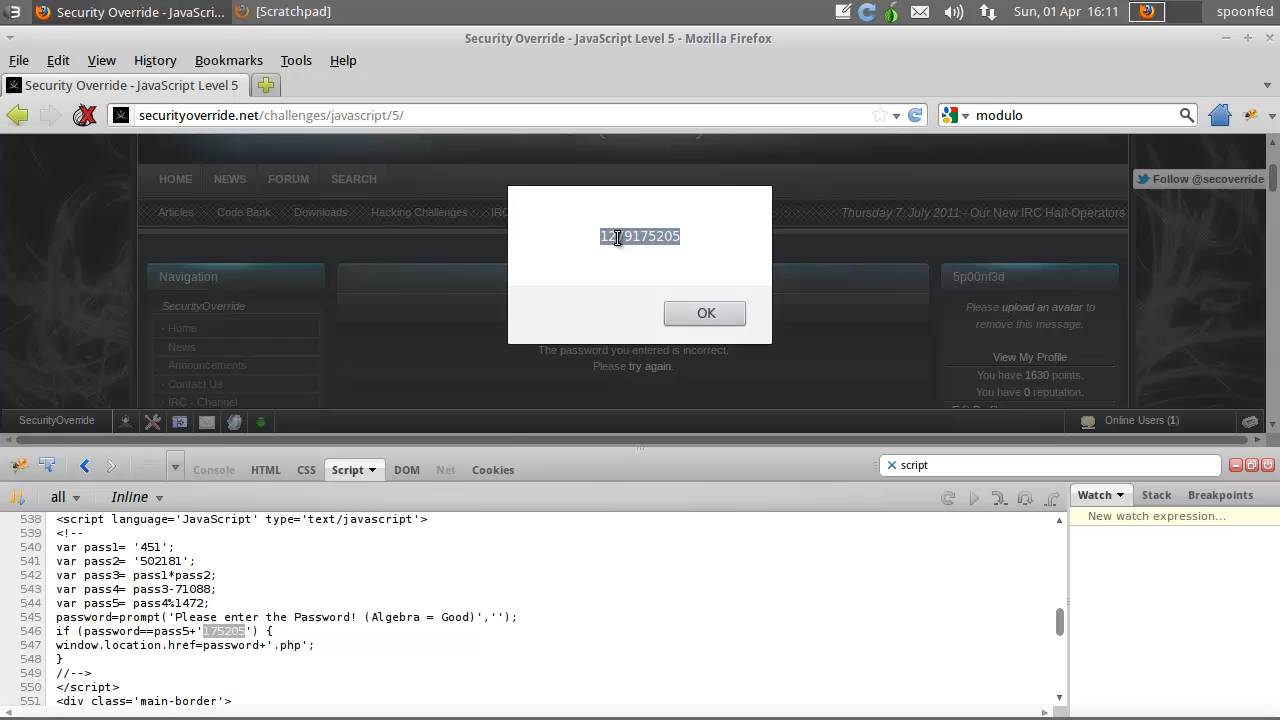 Security Override - JavaScri...
[Scratchpad]
Sun, 01 Apr 16:11
spoonfed
Security Override - JavaScript Level 5 - Mozilla Firefox
File Edit View History Bookmarks Tools Help
Security Override - JavaScript Level 5
securityoverride.net/challenges/javascript/5/
modulo
HOME NEWS FORUM SEARCH
Follow @secoverride
Articles Code Bank Downloads Hacking Challenges IRC
Thursday 7. July 2011 - Our New IRC Half-Operators
1279175205
OK
Navigation
5p00nf3d
SecurityOverride
· Home
· News
· Announcements
· Contact Us
· IRC - Channel
The password you entered is incorrect.
Please try again.
Please upload an avatar to
remove this message.
View My Profile
You have 1630 points.
You have 0 reputation.
SecurityOverride
Online Users (1)
Console HTML CSS Script DOM Net Cookies
script
all Inline
Watch Stack Breakpoints
New watch expression...
538 <script language='JavaScript' type='text/javascript'>
539 <!--
540 var pass1= '451';
541 var pass2= '502181';
542 var pass3= pass1*pass2;
543 var pass4= pass3-71088;
544 var pass5= pass4%1472;
545 password=prompt('Please enter the Password! (Algebra = Good)','');
546 if (password==pass5+'175205') {
547 window.location.href=password+'.php';
548 }
549 //-->
550 </script>
551 <div class='main-border'>